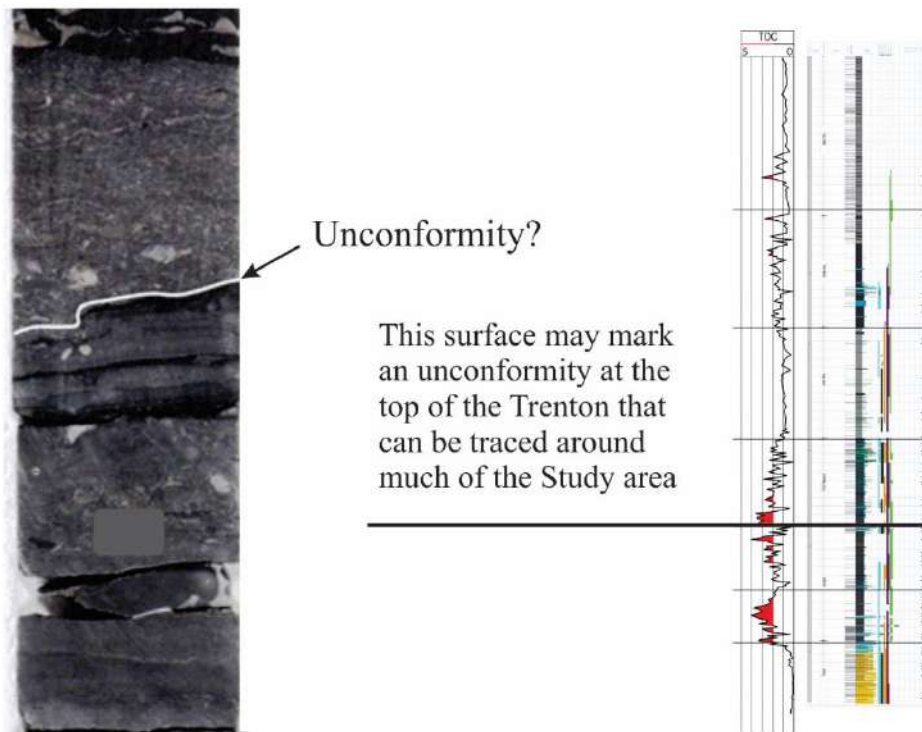 TOC
5 0
Unconformity?
This surface may mark
an unconformity at the
top of the Trenton that
can be traced around
much of the Study area